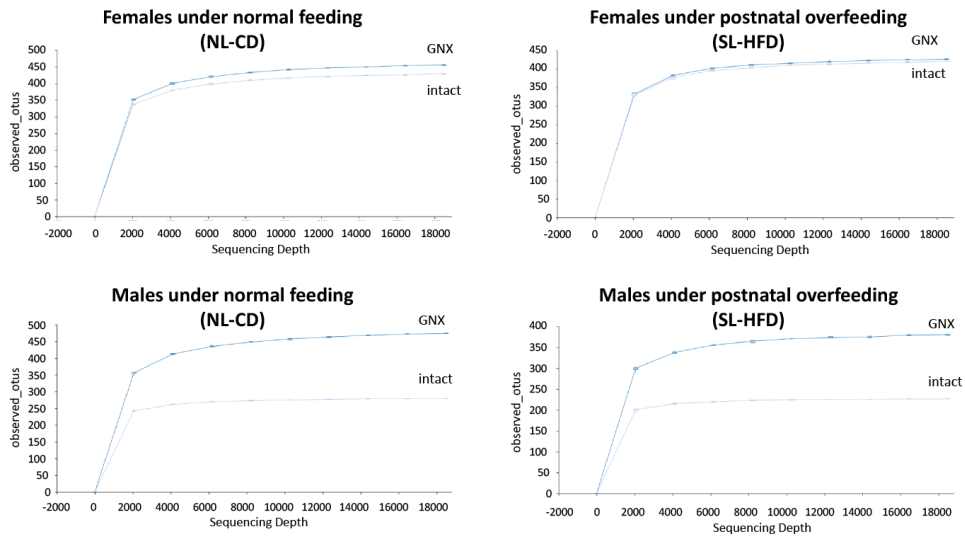 Females under normal feeding
(NL-CD)
GNX
intact
observed_otus
500
450
400
350
300
250
200
150
100
50
0
-2000 0 2000 4000 6000 8000 10000 12000 14000 16000 18000
Sequencing Depth
Females under postnatal overfeeding
(SL-HFD)
GNX
intact
observed_otus
450
400
350
300
250
200
150
100
50
0
-2000 0 2000 4000 6000 8000 10000 12000 14000 16000 18000
Sequencing Depth
Males under normal feeding
(NL-CD)
GNX
intact
observed_otus
500
450
400
350
300
250
200
150
100
50
0
-2000 0 2000 4000 6000 8000 10000 12000 14000 16000 18000
Sequencing Depth
Males under postnatal overfeeding
(SL-HFD)
GNX
intact
observed_otus
400
350
300
250
200
150
100
50
0
-2000 0 2000 4000 6000 8000 10000 12000 14000 16000 18000
Sequencing Depth